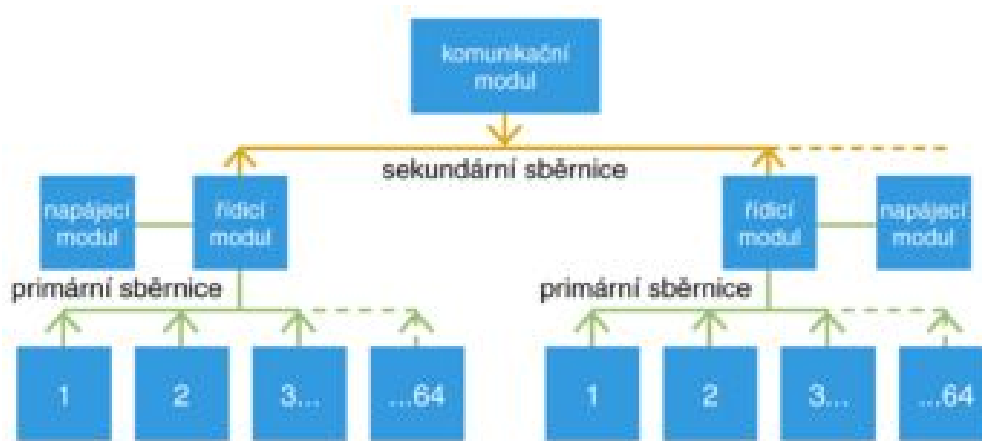 komunikační
modul
sekundární sběrnice
napájecí
modul
řídicí
modul
řídicí
modul
napájecí
modul
primární sběrnice
primární sběrnice
1
2
3...
...64
1
2
3...
...64